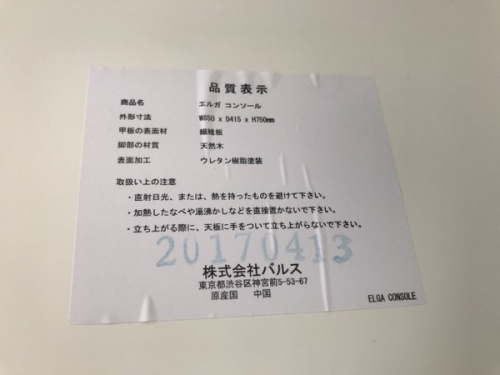 品質表示
商品名 エルガ コンソール
外形寸法 W850 x D415 x H750mm
甲板の表面材 繊維板
脚部の材質 天然木
表面加工 ウレタン樹脂塗装
取扱い上の注意
・直射日光、または、熱を持ったものを避けて下さい。
・加熱したなべや湯沸かしなどを直接置かないで下さい。
・立ち上がる際に、天板に手をついて立ち上がらないで下さい。
20170413
株式会社バルス
東京都渋谷区神宮前5-53-67
原産国 中国
ELGA CONSOLE